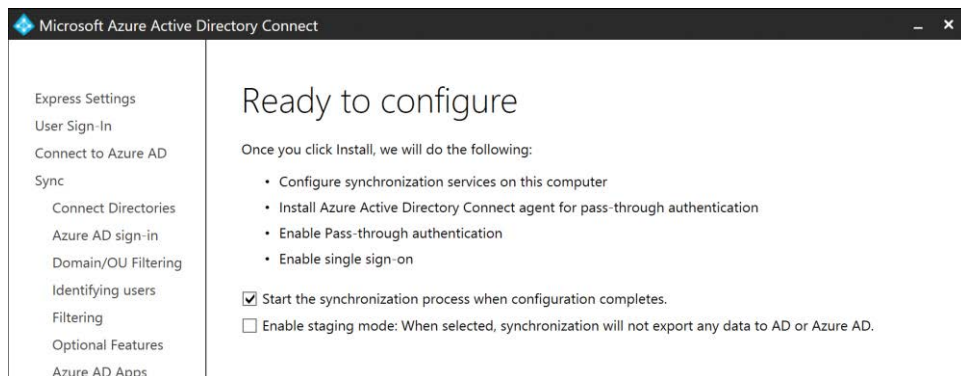 Microsoft Azure Active Directory Connect
Express Settings
User Sign-In
Connect to Azure AD
Sync
Connect Directories
Azure AD sign-in
Domain/OU Filtering
Identifying users
Filtering
Optional Features
Azure AD Apps
Ready to configure
Once you click Install, we will do the following:
• Configure synchronization services on this computer
• Install Azure Active Directory Connect agent for pass-through authentication
• Enable Pass-through authentication
• Enable single sign-on
Start the synchronization process when configuration completes.
Enable staging mode: When selected, synchronization will not export any data to AD or Azure AD.